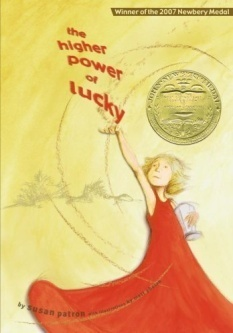 Winner of the 2007 Newbery Medal
the
higher
power
of
lucky
by susan patron